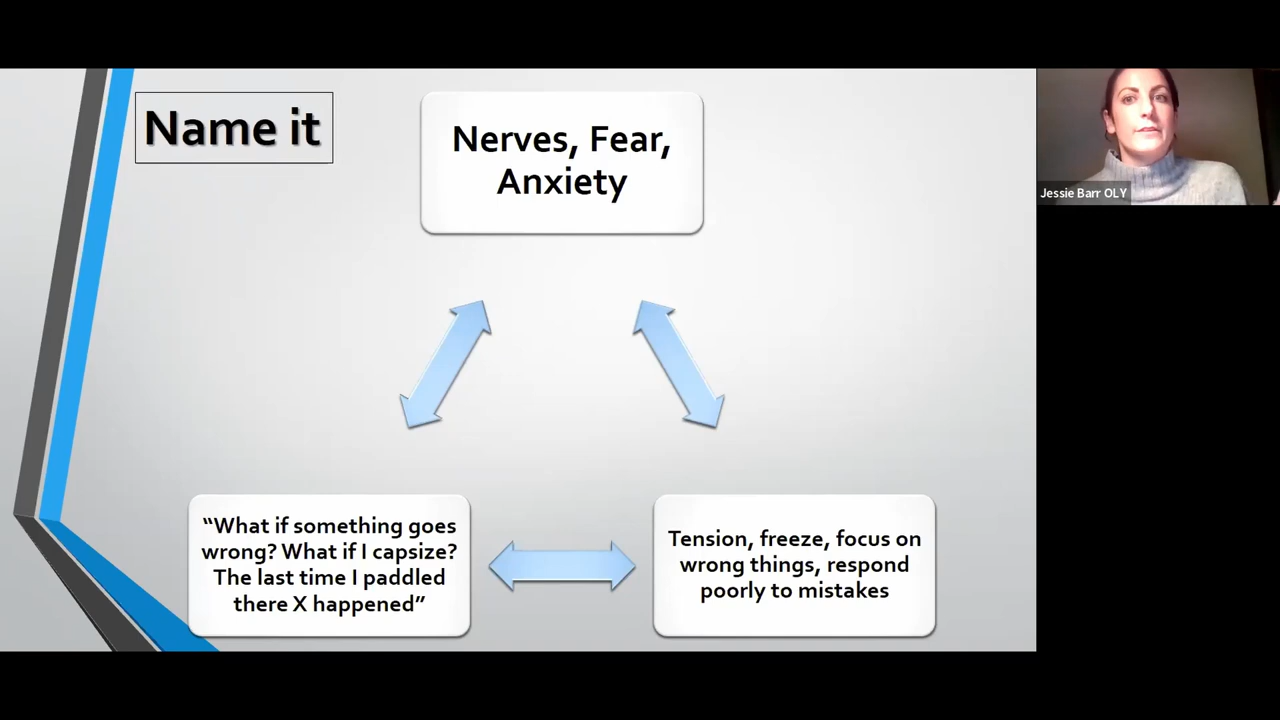 Name it
Nerves, Fear,
Anxiety
Jessie Barr OLY
“What if something goes
wrong? What if I capsize?
The last time I paddled
there X happened”
Tension, freeze, focus on
wrong things, respond
poorly to mistakes